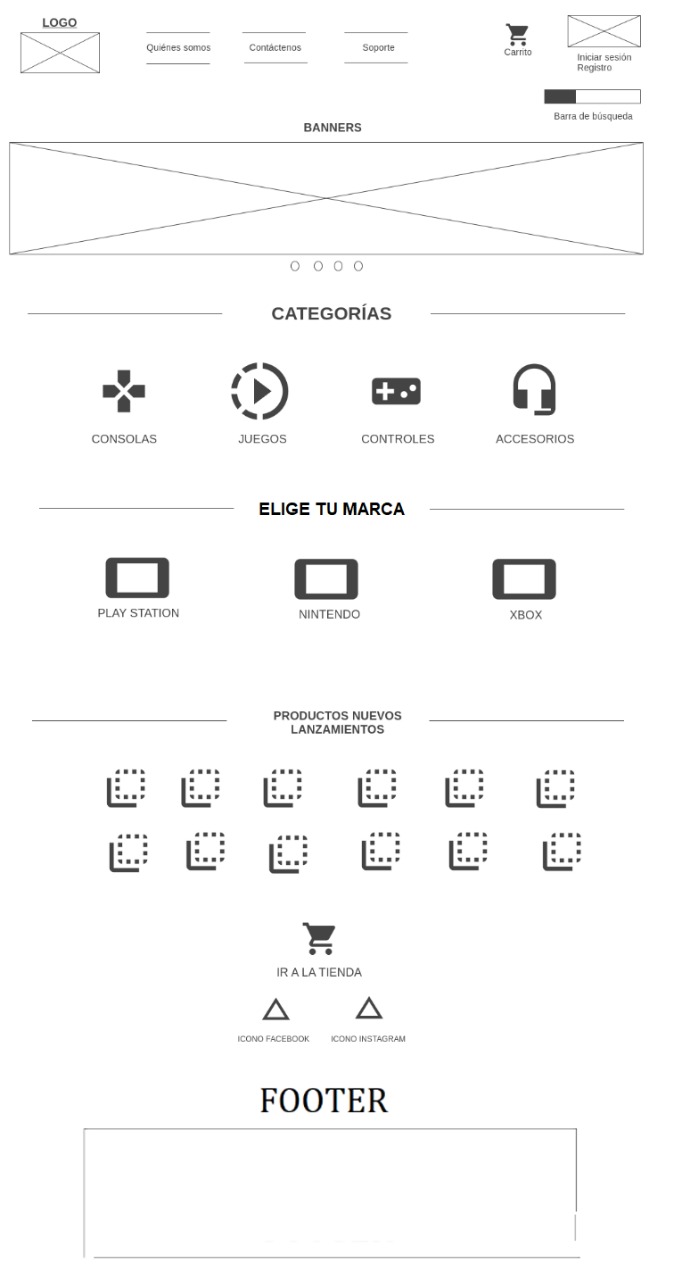 LOGO
Quiénes somos
Contáctenos
Soporte
Carrito
Iniciar sesión
Registro
Barra de búsqueda
BANNERS
CATEGORÍAS
CONSOLAS
JUEGOS
CONTROLES
ACCESORIOS
ELIGE TU MARCA
PLAY STATION
NINTENDO
XBOX
PRODUCTOS NUEVOS
LANZAMIENTOS
IR A LA TIENDA
ICONO FACEBOOK
ICONO INSTAGRAM
FOOTER